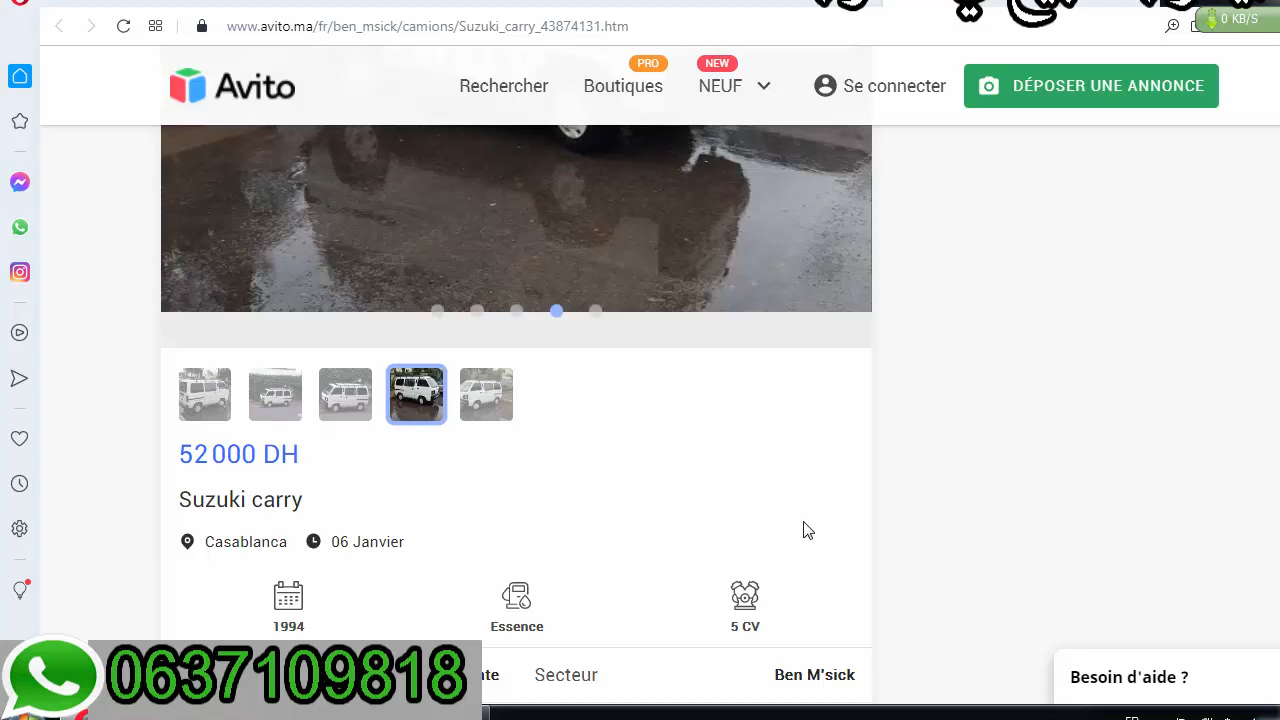 www.avito.ma/fr/ben_msick/camions/Suzuki_carry_43874131.htm
0 KB/S
Avito
Rechercher
PRO
Boutiques
NEW
NEUF
Se connecter
DÉPOSER UNE ANNONCE
52 000 DH
Suzuki carry
Casablanca
06 Janvier
1994
Essence
5 CV
Secteur
Ben M'sick
0637109818
Besoin d'aide ?